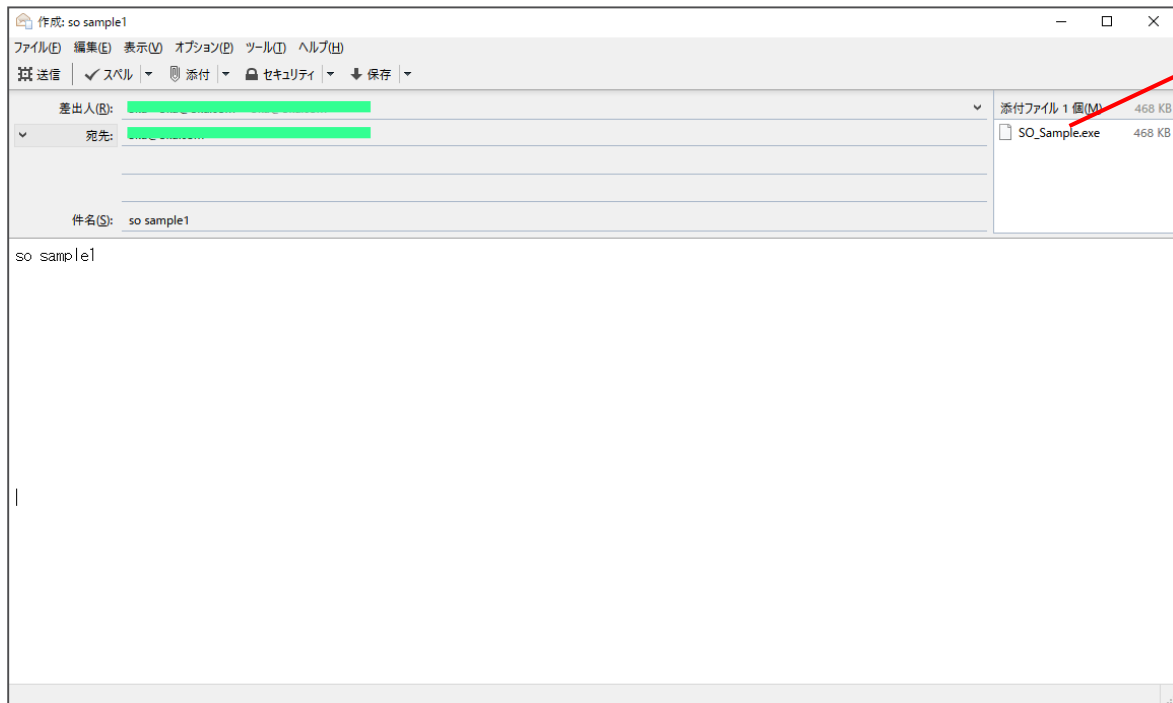 作成: so sample1
ファイル(F) 編集(E) 表示(V) オプション(P) ツール(T) ヘルプ(H)
送信 スペル 添付 セキュリティ 保存
差出人(R):
添付ファイル 1 個(M) 468 KB
宛先:
SO_Sample.exe 468 KB
件名(S): so sample1
so sample1